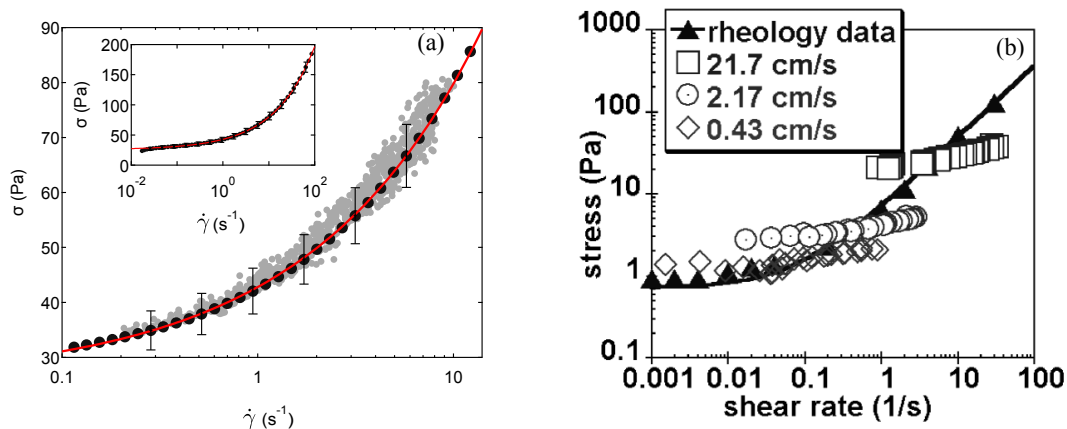 90
80
70
60
50
40
30
σ (Pa)
(a)
200
150
100
50
0
σ (Pa)
10⁻²
10⁰
10²
γ̇ (s⁻¹)
0.1
1
10
γ̇ (s⁻¹)
1000
100
10
1
0.1
stress (Pa)
rheology data
21.7 cm/s
2.17 cm/s
0.43 cm/s
(b)
0.001 0.01 0.1 1 10 100
shear rate (1/s)